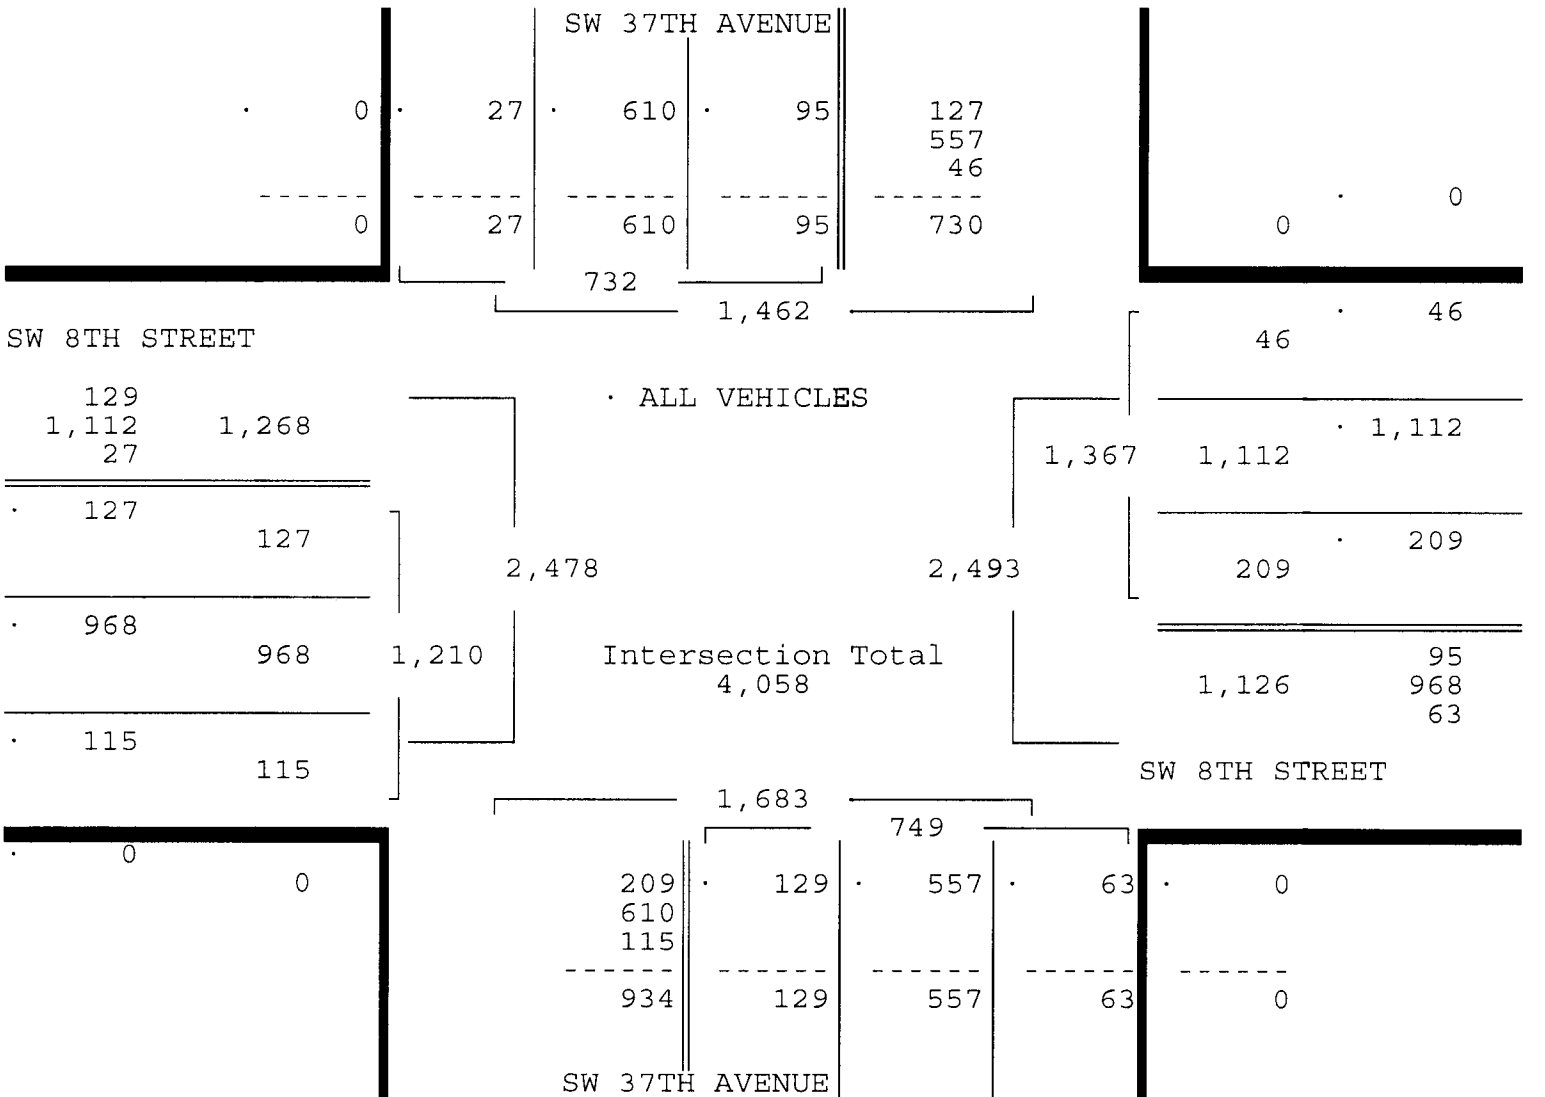 SW 37TH AVENUE
· 0 · 27 · 610 · 95 127
557
46
------ ------ ------ ------ ------
· 0
0 27 610 95 730 0
732
1,462
· 46
SW 8TH STREET 46
129 · ALL VEHICLES
1,112 1,268 · 1,112
27 1,367 1,112
· 127
127 · 209
2,478 2,493 209
· 968
968 1,210 Intersection Total 95
4,058 1,126 968
63
· 115
115 SW 8TH STREET
1,683
749
· 0
0 209 · 129 · 557 · 63 · 0
610
115
------ ------ ------ ------ ------
934 129 557 63 0
SW 37TH AVENUE